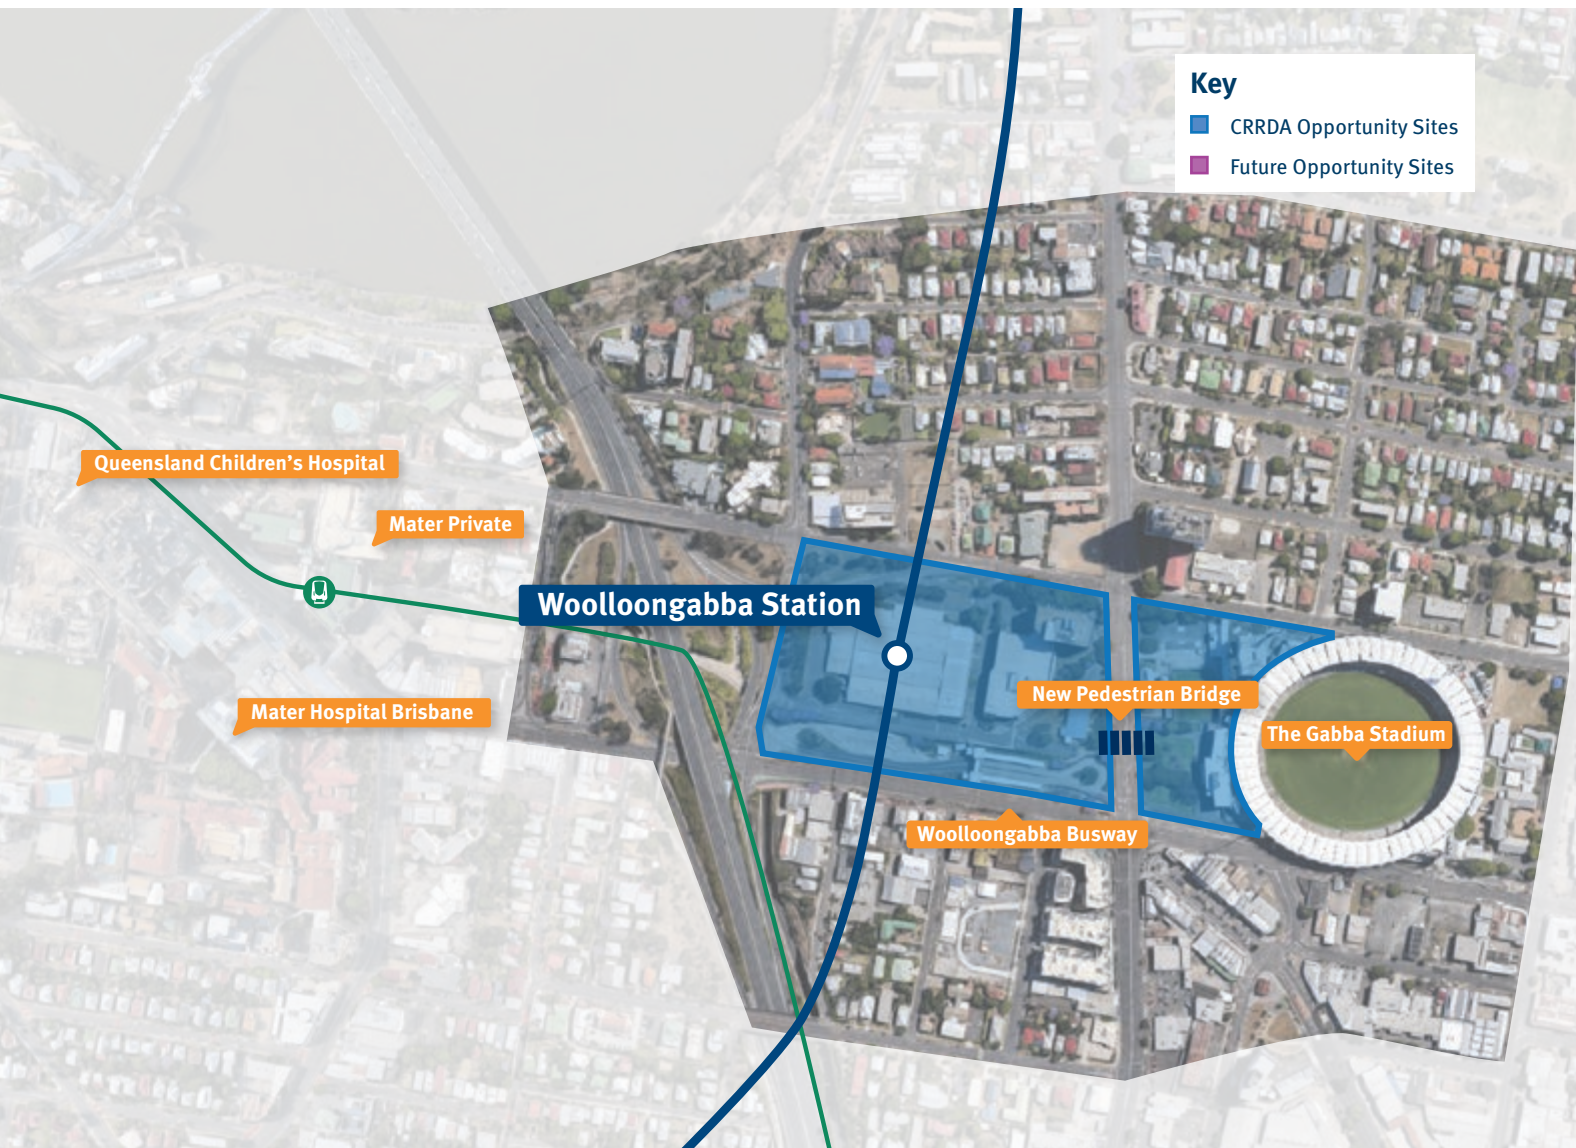 Key
CRRDA Opportunity Sites
Future Opportunity Sites
Queensland Children’s Hospital
Mater Private
Woolloongabba Station
New Pedestrian Bridge
Mater Hospital Brisbane
The Gabba Stadium
Woolloongabba Busway